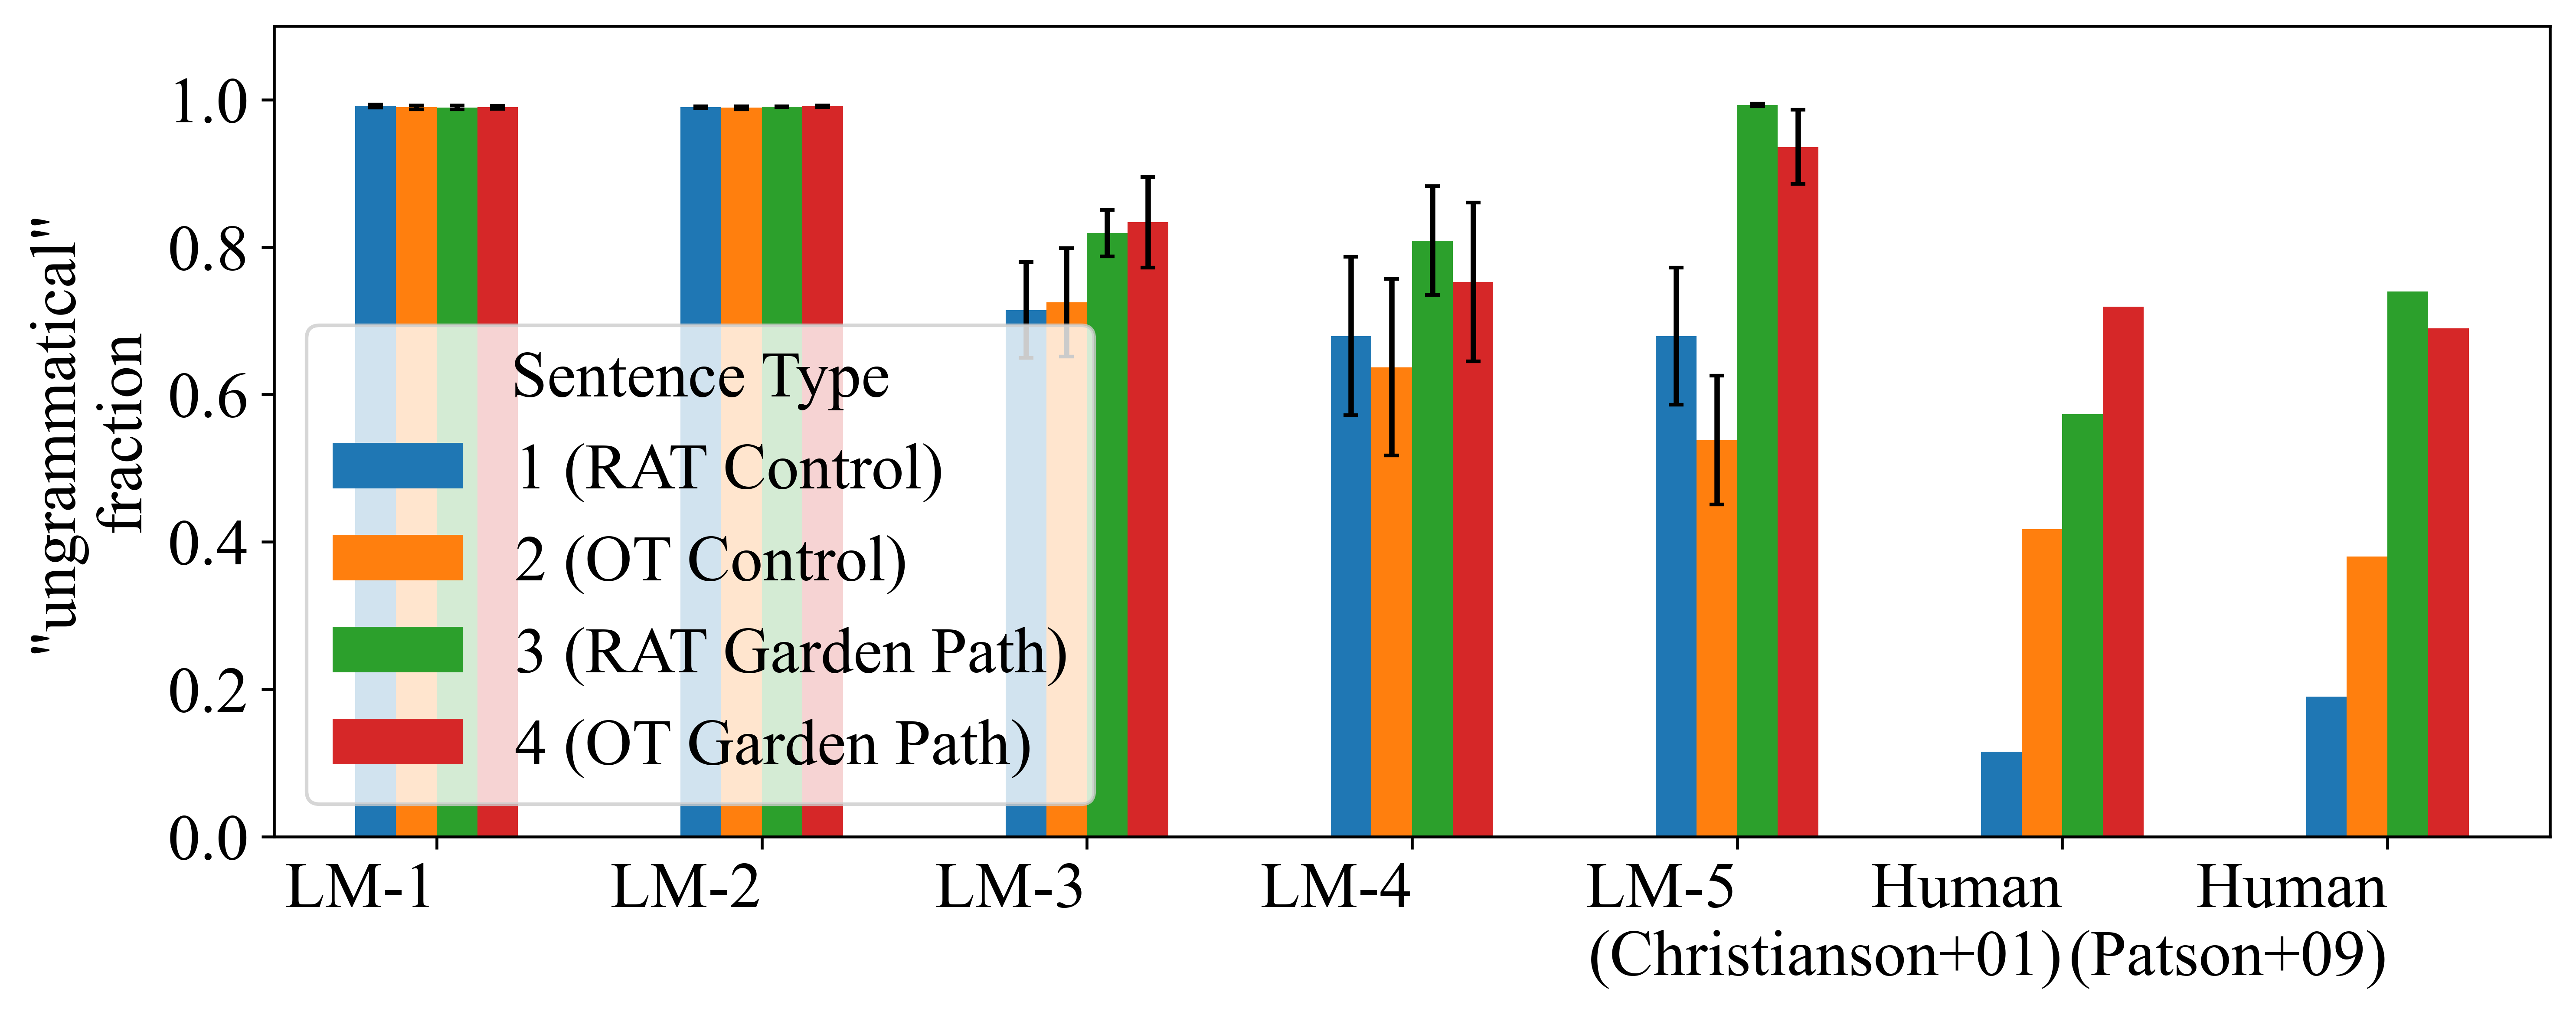 "ungrammatical"
fraction
1.0
0.8
0.6
0.4
0.2
0.0
Sentence Type
1 (RAT Control)
2 (OT Control)
3 (RAT Garden Path)
4 (OT Garden Path)
LM-1 LM-2 LM-3 LM-4 LM-5 Human Human
(Christianson+01) (Patson+09)